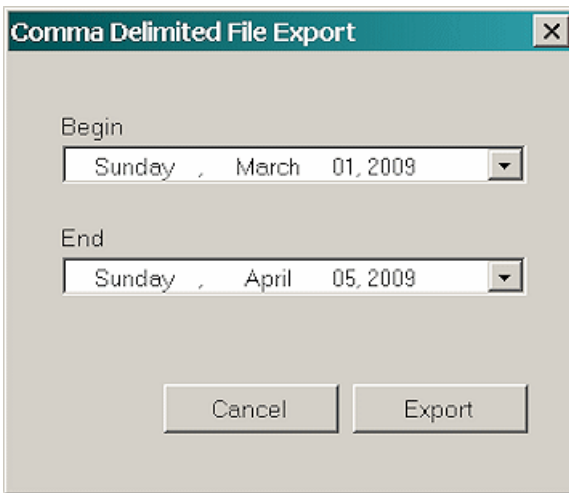 Comma Delimited File Export
Begin
Sunday , March 01, 2009
End
Sunday , April 05, 2009
Cancel Export